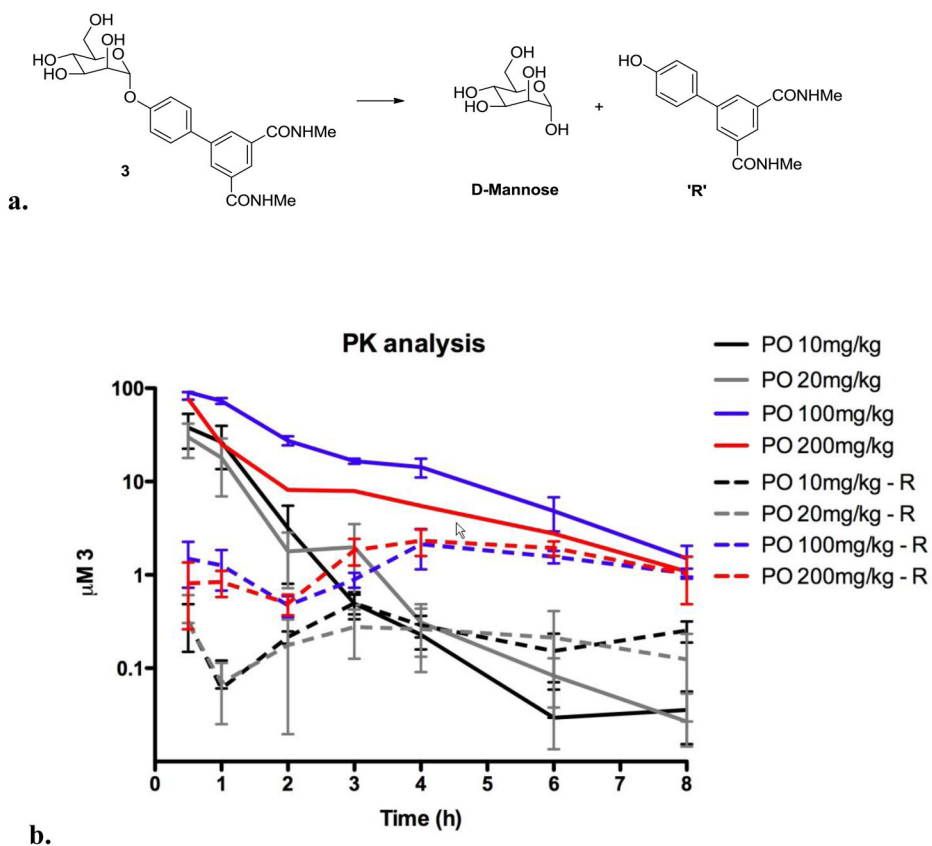 OH
OH
HO
O
HO
O
CONHMe
3
CONHMe
OH
OH
HO
O
HO
OH
D-Mannose
+
HO
CONHMe
CONHMe
'R'
a.
PK analysis
100
10
1
0.1
µM 3
0 1 2 3 4 5 6 7 8
Time (h)
PO 10mg/kg
PO 20mg/kg
PO 100mg/kg
PO 200mg/kg
PO 10mg/kg - R
PO 20mg/kg - R
PO 100mg/kg - R
PO 200mg/kg - R
b.